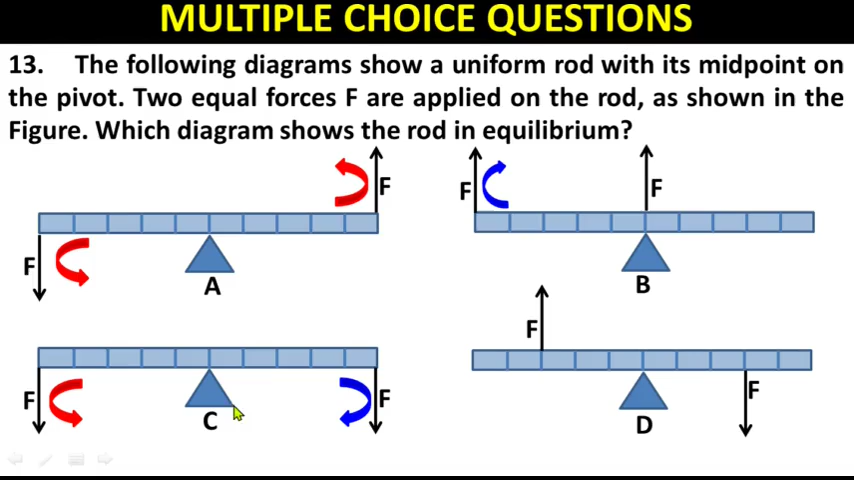 MULTIPLE CHOICE QUESTIONS
13. The following diagrams show a uniform rod with its midpoint on
the pivot. Two equal forces F are applied on the rod, as shown in the
Figure. Which diagram shows the rod in equilibrium?
F
F
A
F
F
B
F
F
C
F
F
D